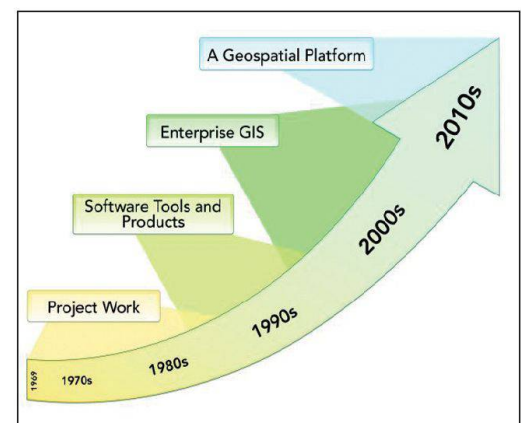 A Geospatial Platform
Enterprise GIS
Software Tools and
Products
Project Work
1969
1970s
1980s
1990s
2000s
2010s